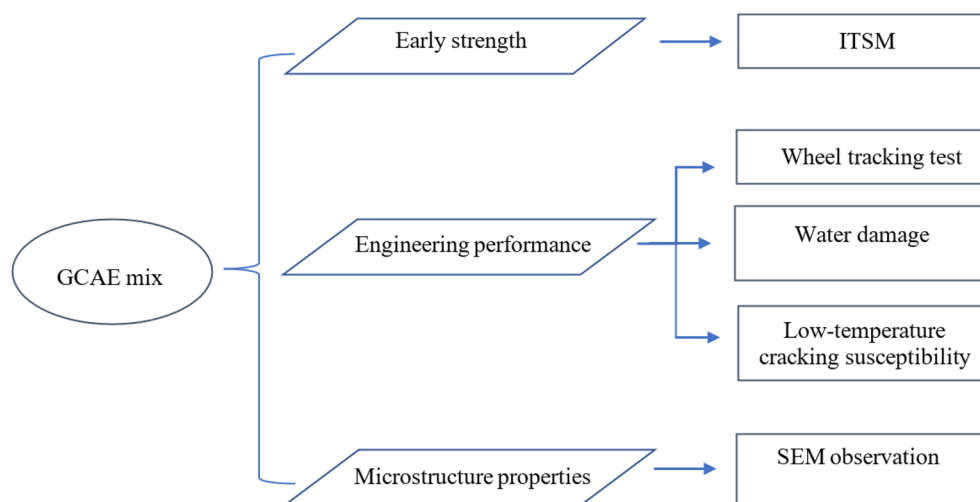 Early strength
ITSM
Wheel tracking test
Engineering performance
Water damage
GCAE mix
Low-temperature
cracking susceptibility
Microstructure properties
SEM observation